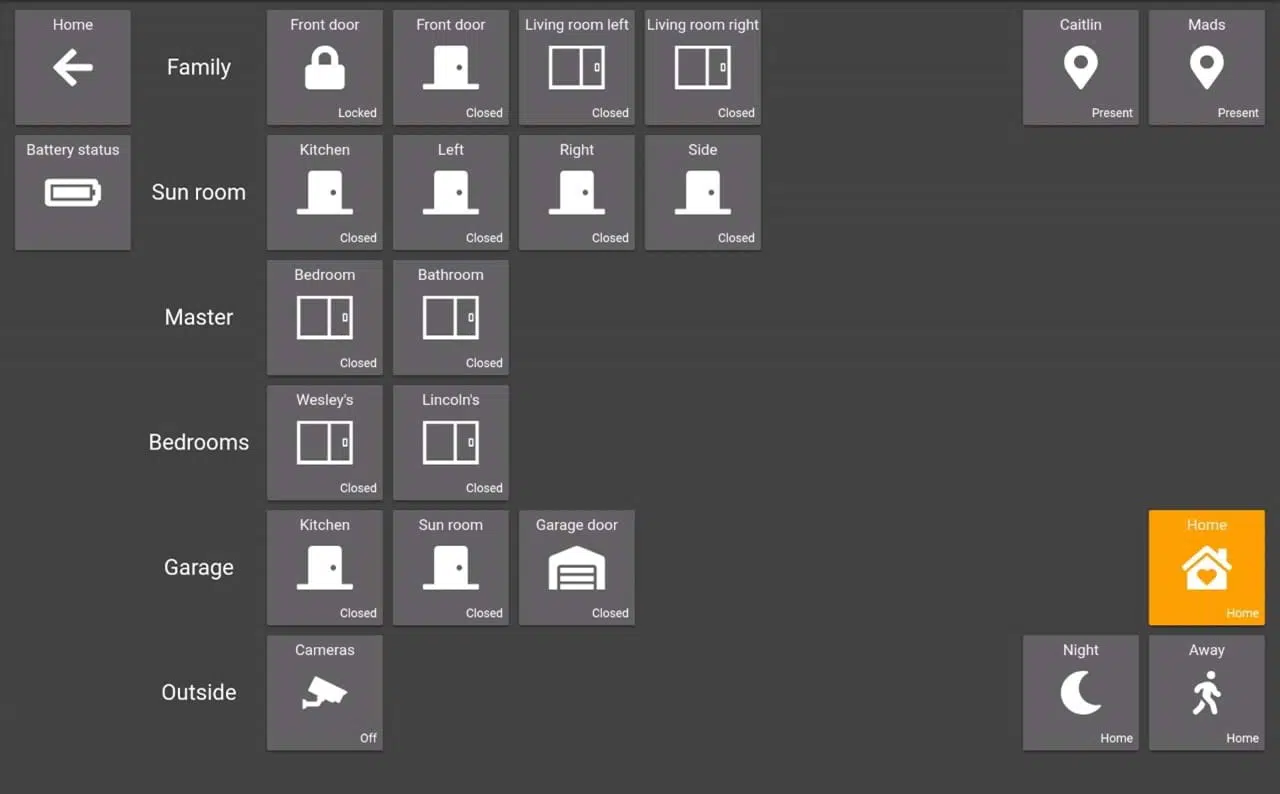 Home
Family
Front door
Locked
Front door
Closed
Living room left
Closed
Living room right
Closed
Caitlin
Present
Mads
Present
Battery status
Sun room
Kitchen
Closed
Left
Closed
Right
Closed
Side
Closed
Master
Bedroom
Closed
Bathroom
Closed
Bedrooms
Wesley's
Closed
Lincoln's
Closed
Garage
Kitchen
Closed
Sun room
Closed
Garage door
Closed
Home
Home
Outside
Cameras
Off
Night
Home
Away
Home